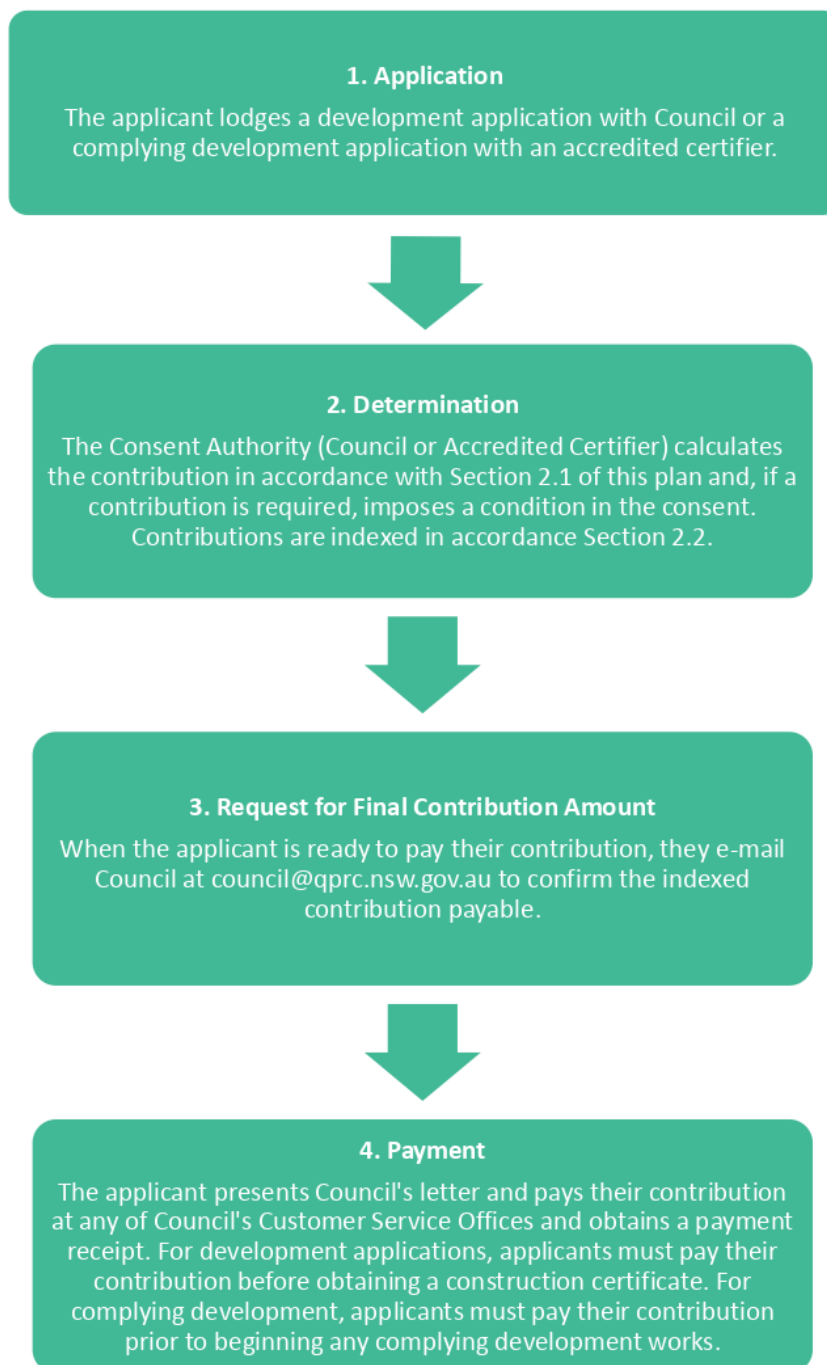 1. Application
The applicant lodges a development application with Council or a
complying development application with an accredited certifier.
2. Determination
The Consent Authority (Council or Accredited Certifier) calculates
the contribution in accordance with Section 2.1 of this plan and, if a
contribution is required, imposes a condition in the consent.
Contributions are indexed in accordance Section 2.2.
3. Request for Final Contribution Amount
When the applicant is ready to pay their contribution, they e-mail
Council at council@qprc.nsw.gov.au to confirm the indexed
contribution payable.
4. Payment
The applicant presents Council's letter and pays their contribution
at any of Council's Customer Service Offices and obtains a payment
receipt. For development applications, applicants must pay their
contribution before obtaining a construction certificate. For
complying development, applicants must pay their contribution
prior to beginning any complying development works.